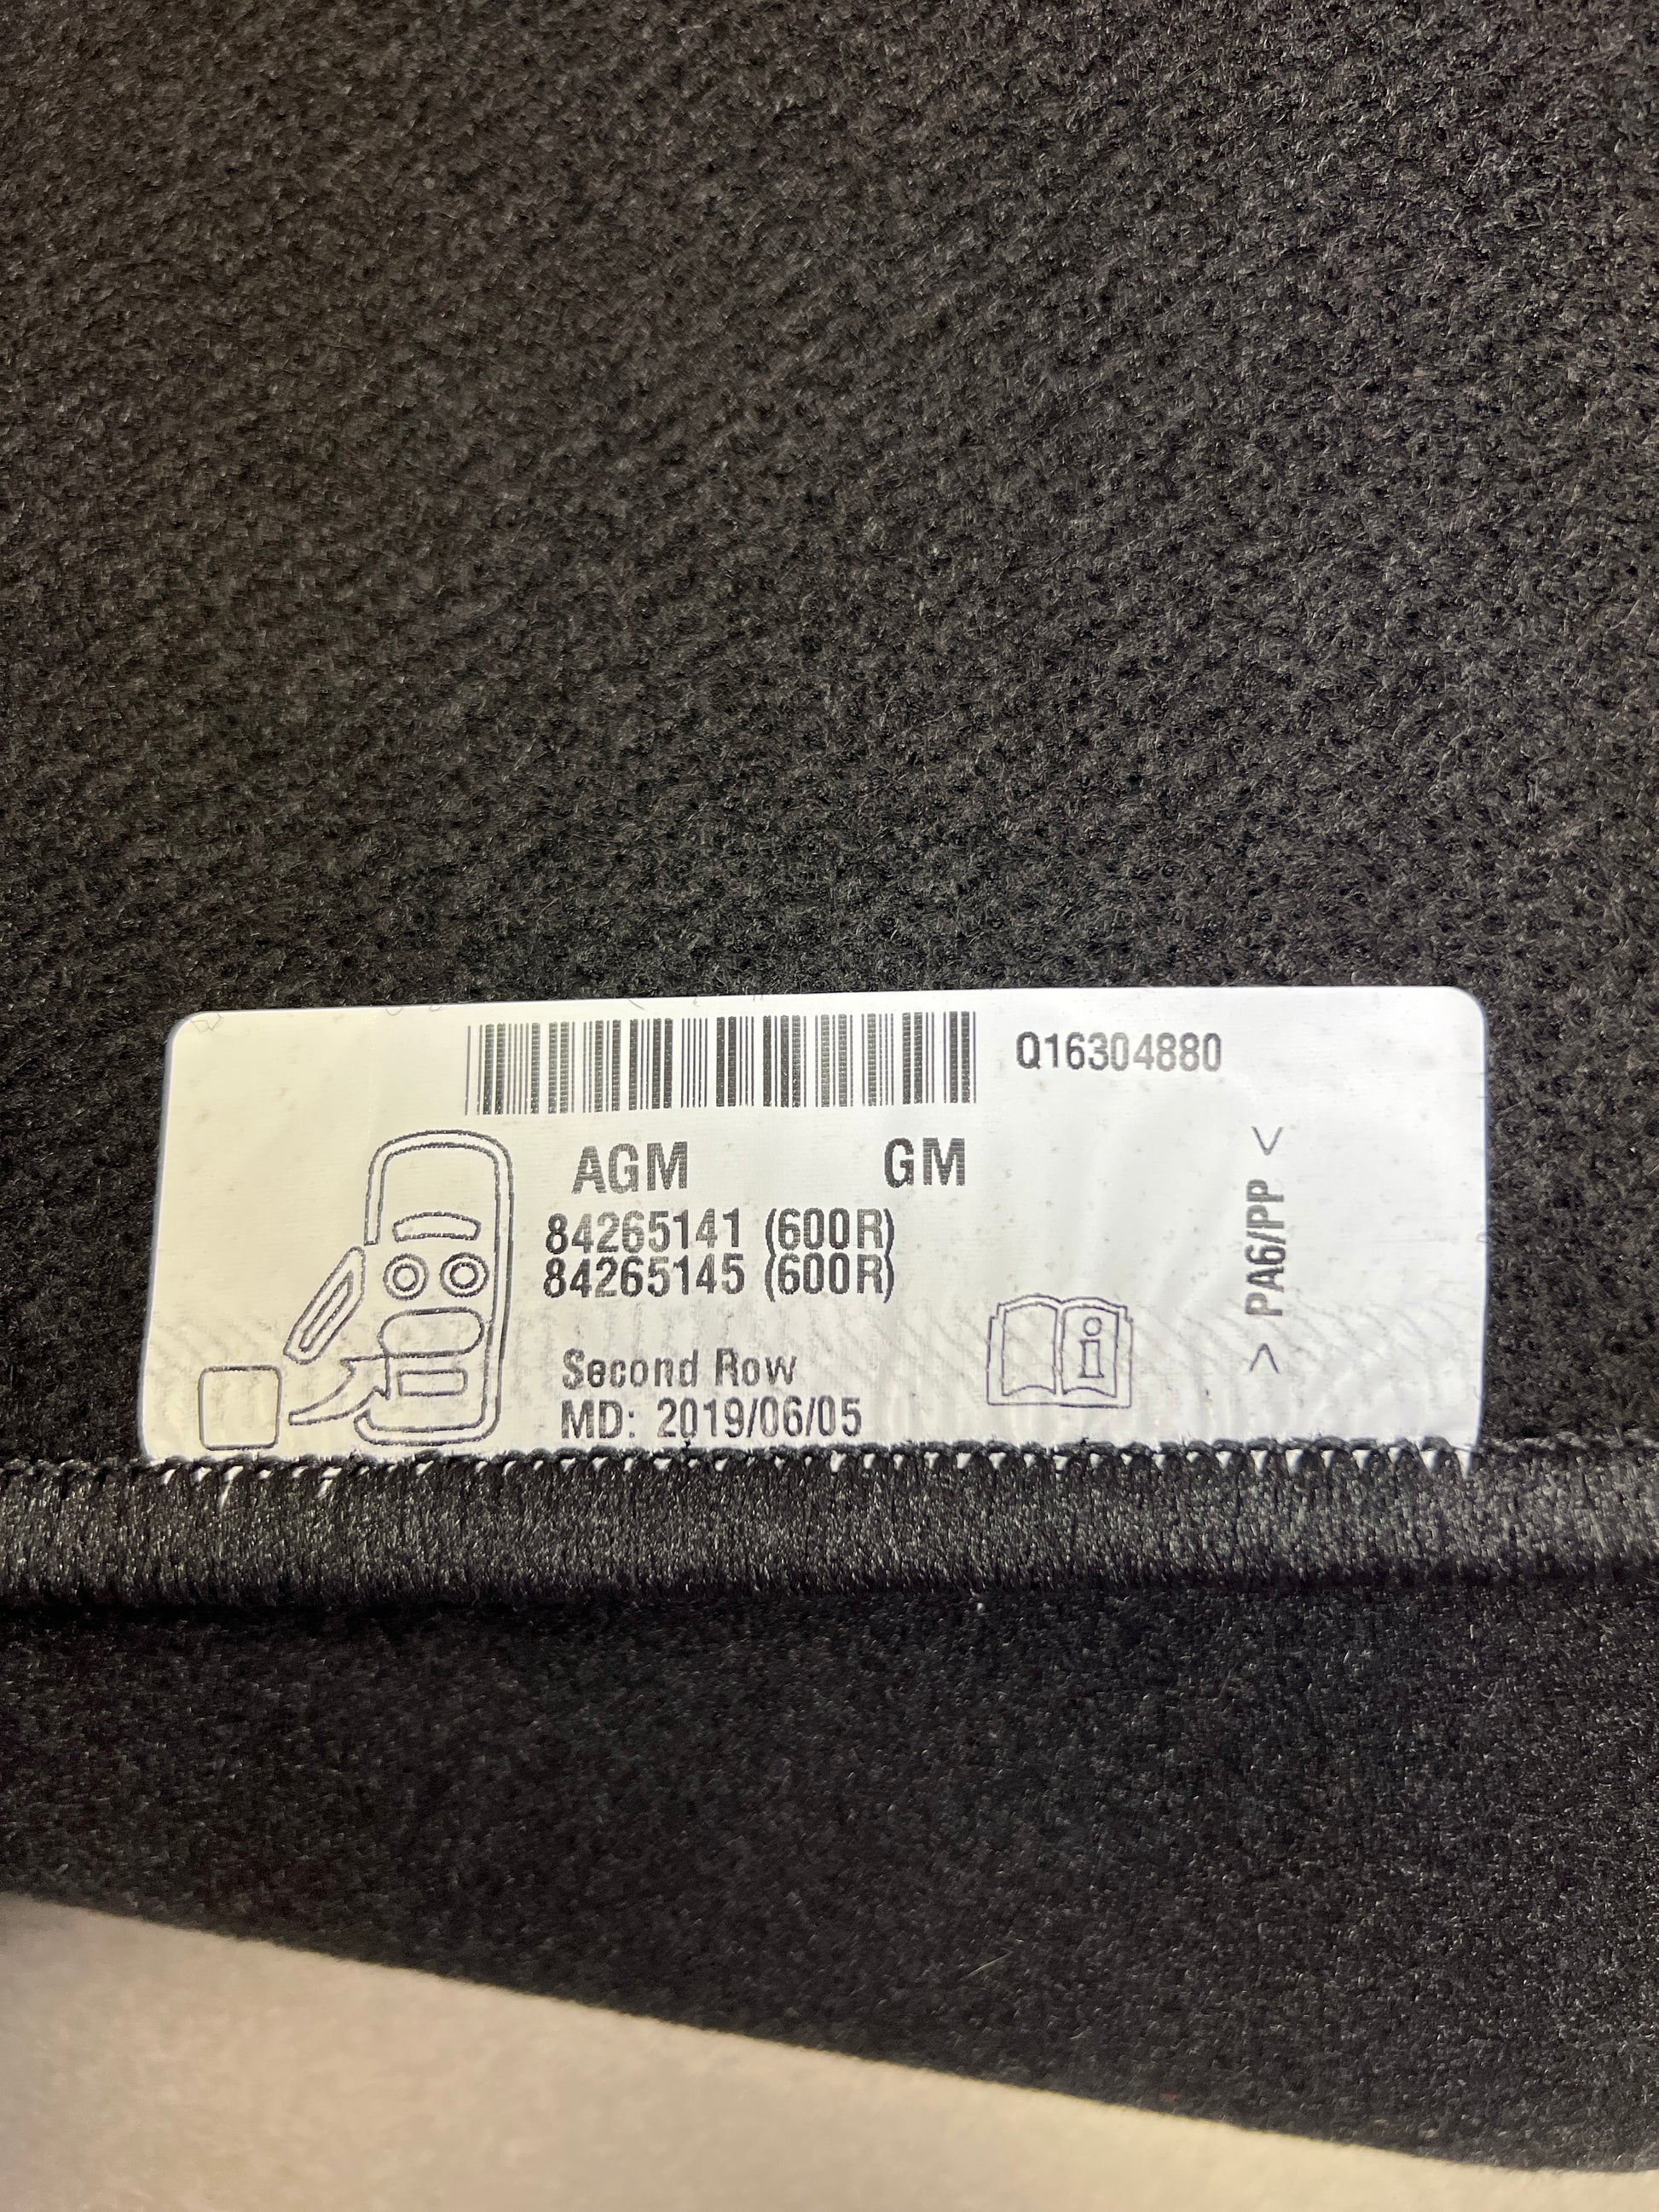 Q16304880
AGM GM
84265141 (600R)
84265145 (600R)
Second Row
MD: 2019/06/05
i
> PA6/PP <